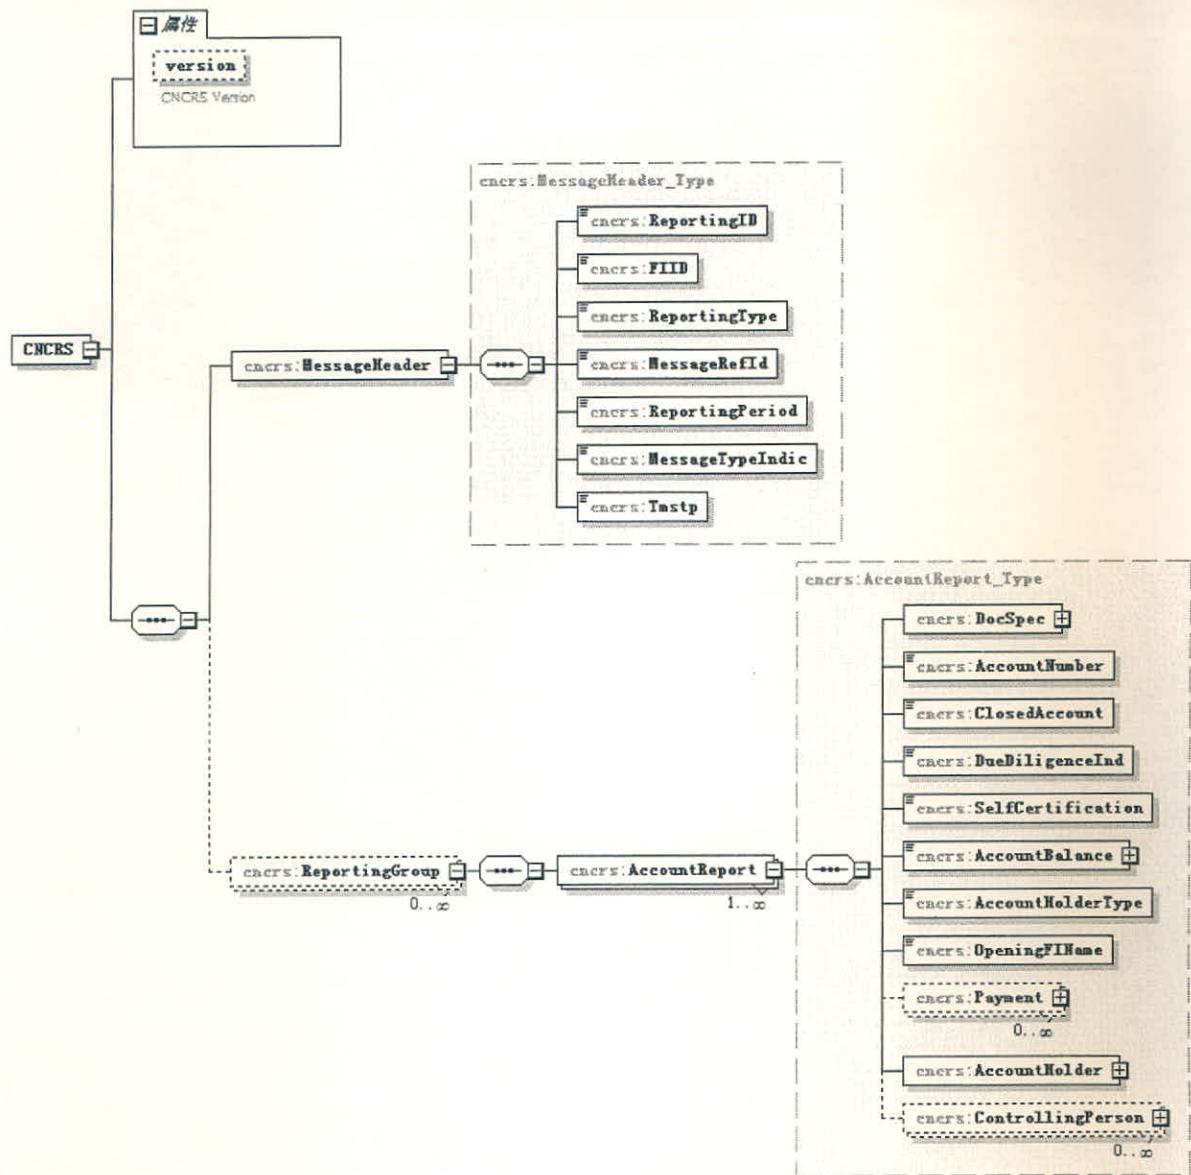 属性
version
CNCRS Version
cncrs:MessageHeader_Type
cncrs:ReportingID
cncrs:FIID
cncrs:ReportingType
CNCRS
cncrs:MessageHeader
cncrs:MessageRefId
cncrs:ReportingPeriod
cncrs:MessageTypeIndic
cncrs:Tmstp
cncrs:AccountReport_Type
cncrs:DocSpec
cncrs:AccountNumber
cncrs:ClosedAccount
cncrs:DueDiligenceInd
cncrs:SelfCertification
cncrs:AccountBalance
cncrs:ReportingGroup
0..∞
cncrs:AccountReport
1..∞
cncrs:AccountHolderType
cncrs:OpeningFIName
cncrs:Payment
0..∞
cncrs:AccountHolder
cncrs:ControllingPerson
0..∞